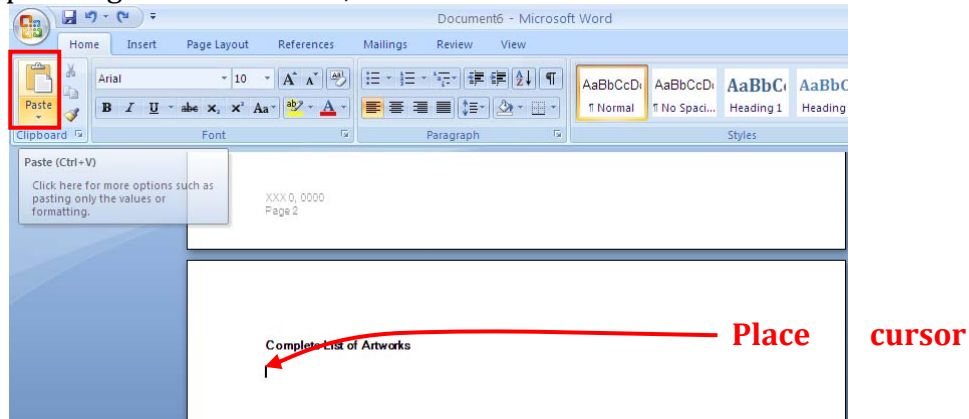 Document6 - Microsoft Word
Home Insert Page Layout References Mailings Review View
Arial 10 A A Aa
Paste B I U abe x, x² Aa A
AaBbCcDc AaBbCcDc AaBbC AaBbC
¶ Normal ¶ No Spaci... Heading 1 Heading
Clipboard Font Paragraph Styles
Paste (Ctrl+V)
Click here for more options such as
pasting only the values or
formatting.
XXX 0, 0000
Page 2
Complete List of Artworks
Place cursor